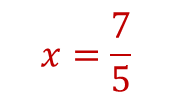 x = 7/5